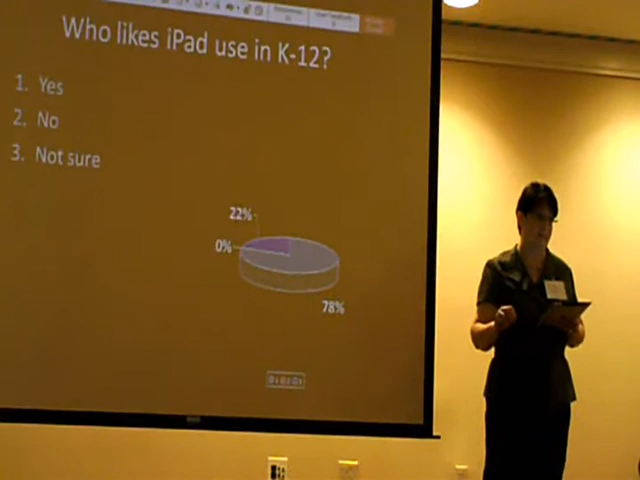 Who likes iPad use in K-12?
1. Yes
2. No
3. Not sure
22%
0%
78%